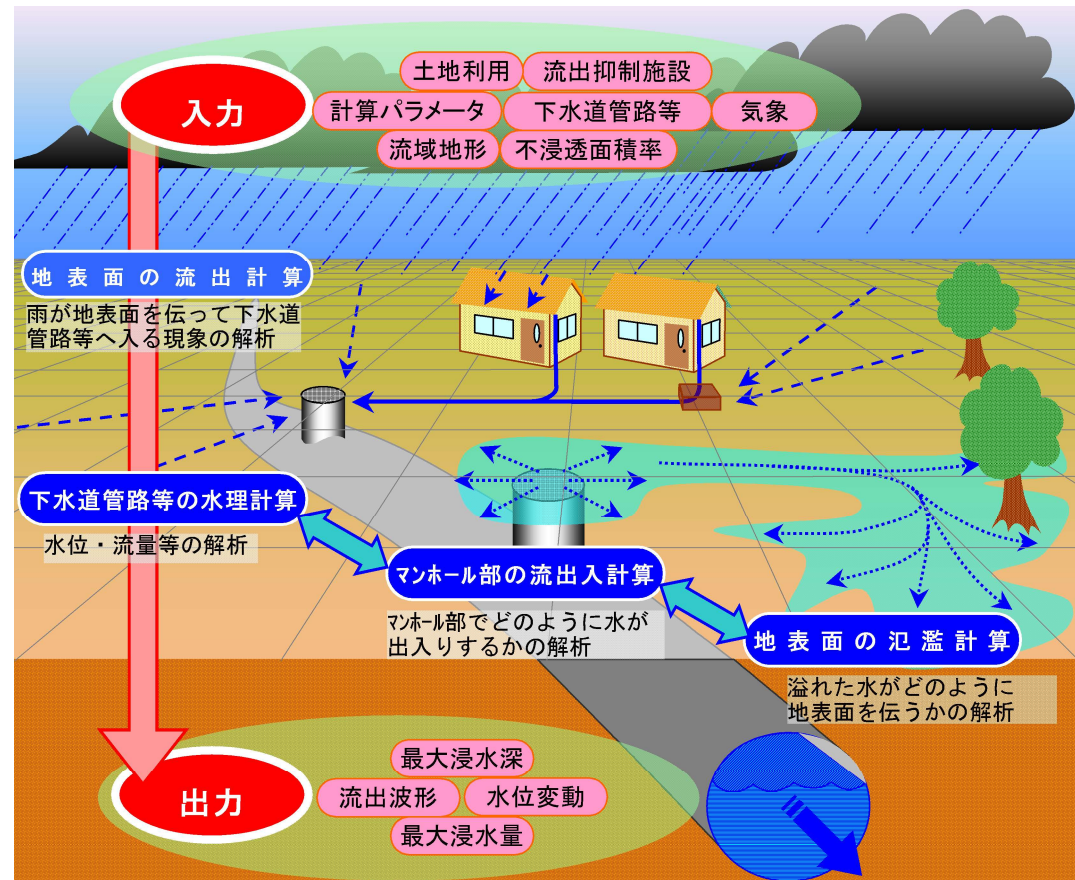 入力
土地利用
流出抑制施設
計算パラメータ
下水道管路等
気象
流域地形
不浸透面積率
地表面の流出計算
雨が地表面を伝って下水道
管路等へ入る現象の解析
下水道管路等の水理計算
水位・流量等の解析
ﾏﾝﾎｰﾙ部の流出入計算
ﾏﾝﾎｰﾙ部でどのように水が
出入りするかの解析
地表面の氾濫計算
溢れた水がどのように
地表面を伝うかの解析
出力
最大浸水深
流出波形
水位変動
最大浸水量